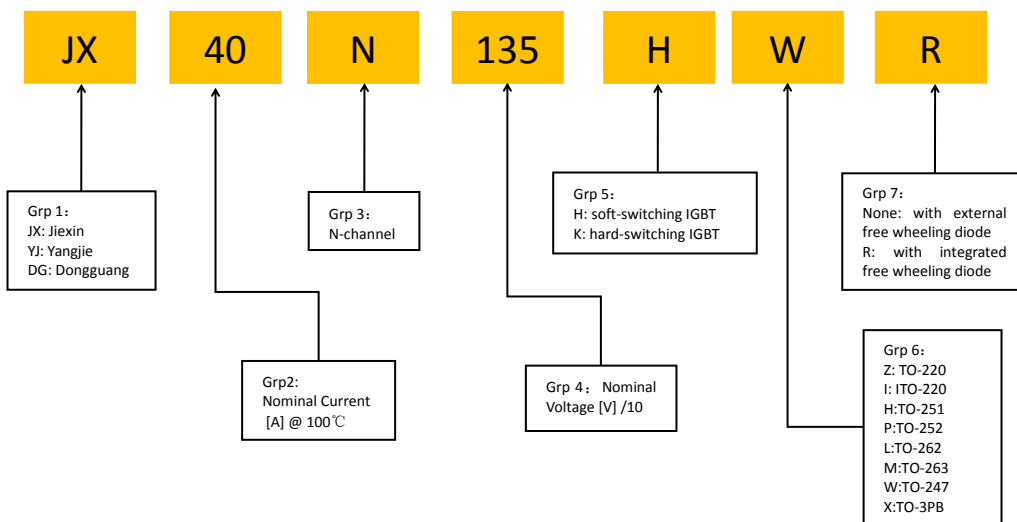 JX 40 N 135 H W R
Grp 1：
JX: Jiexin
YJ: Yangjie
DG: Dongguang
Grp 3：
N-channel
Grp 5：
H: soft-switching IGBT
K: hard-switching IGBT
Grp 7：
None: with external
free wheeling diode
R: with integrated
free wheeling diode
Grp2:
Nominal Current
[A] @ 100℃
Grp 4： Nominal
Voltage [V] /10
Grp 6：
Z: TO-220
I: ITO-220
H:TO-251
P:TO-252
L:TO-262
M:TO-263
W:TO-247
X:TO-3PB